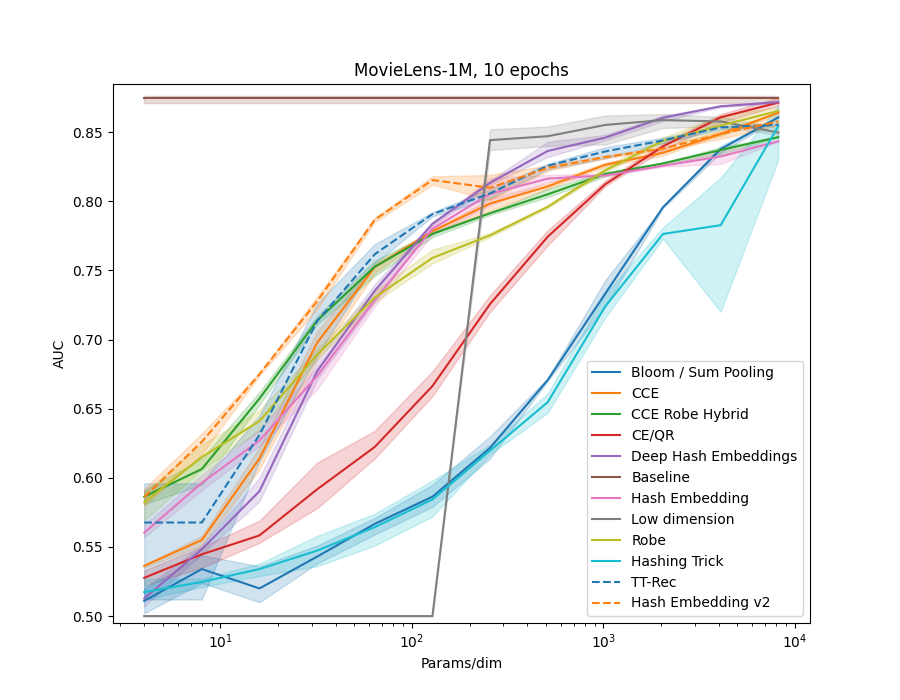 MovieLens-1M, 10 epochs
AUC
0.85
0.80
0.75
0.70
0.65
0.60
0.55
0.50
10¹
10²
10³
10⁴
Params/dim
Bloom / Sum Pooling
CCE
CCE Robe Hybrid
CE/QR
Deep Hash Embeddings
Baseline
Hash Embedding
Low dimension
Robe
Hashing Trick
TT-Rec
Hash Embedding v2